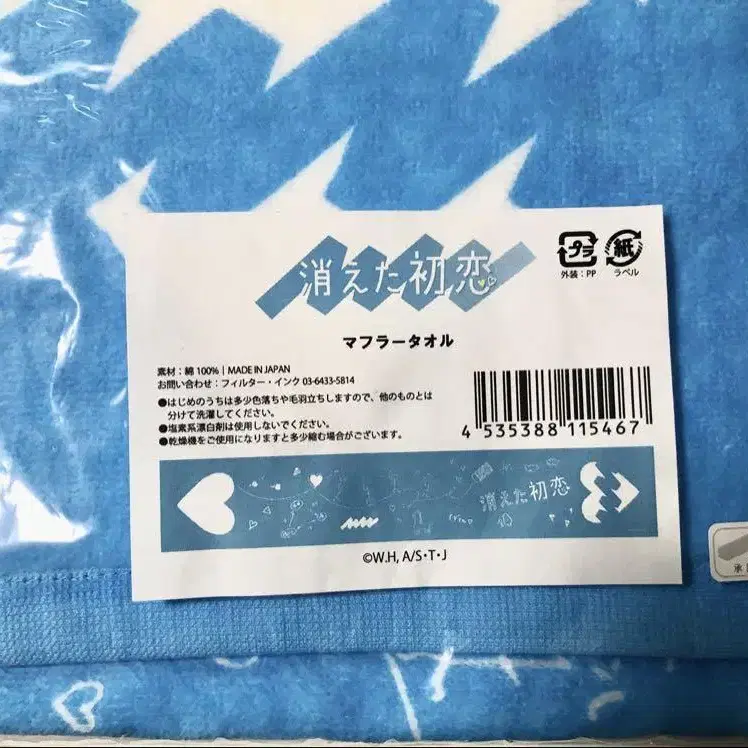 消えた初恋
プラ
紙
外装:PP
ラベル
マフラータオル
素材:綿 100% | MADE IN JAPAN
お問い合わせ:フィルター・インク 03-6433-5814
●はじめのうちは多少色落ちや毛羽立ちしますので、他のものとは
分けて洗濯してください。
●塩素系漂白剤は使用しないでください。
●乾燥機をご使用になりますと多少縮む場合がございます。
4 535388 115467
消えた初恋
©W.H, A/S・T・J
承